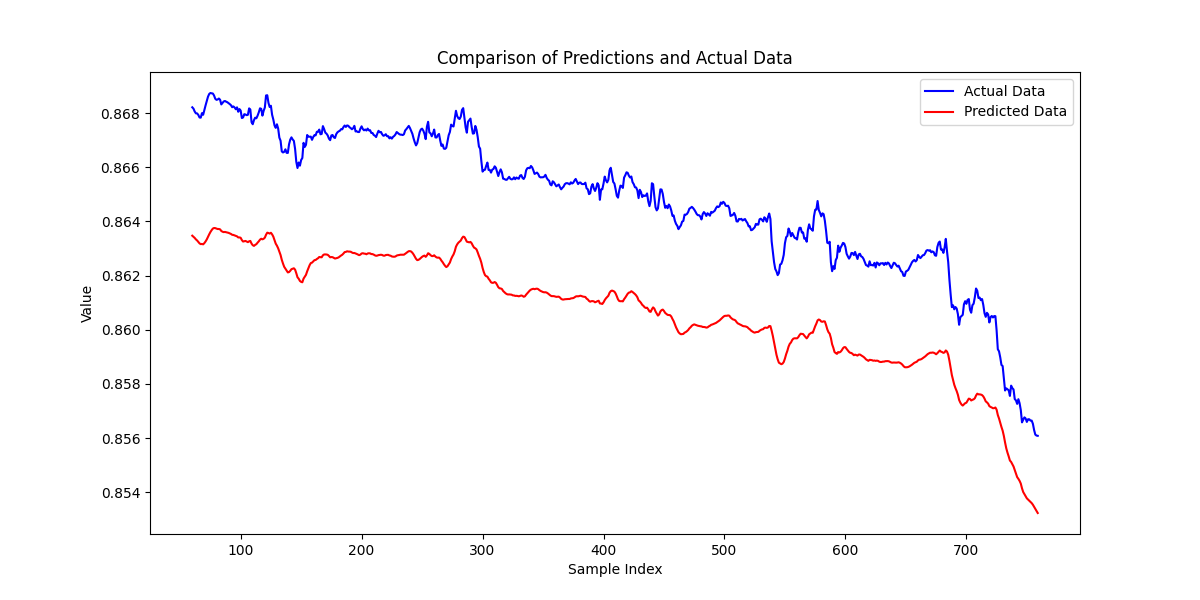 Comparison of Predictions and Actual Data
Actual Data
Predicted Data
Value
0.868
0.866
0.864
0.862
0.860
0.858
0.856
0.854
100 200 300 400 500 600 700
Sample Index